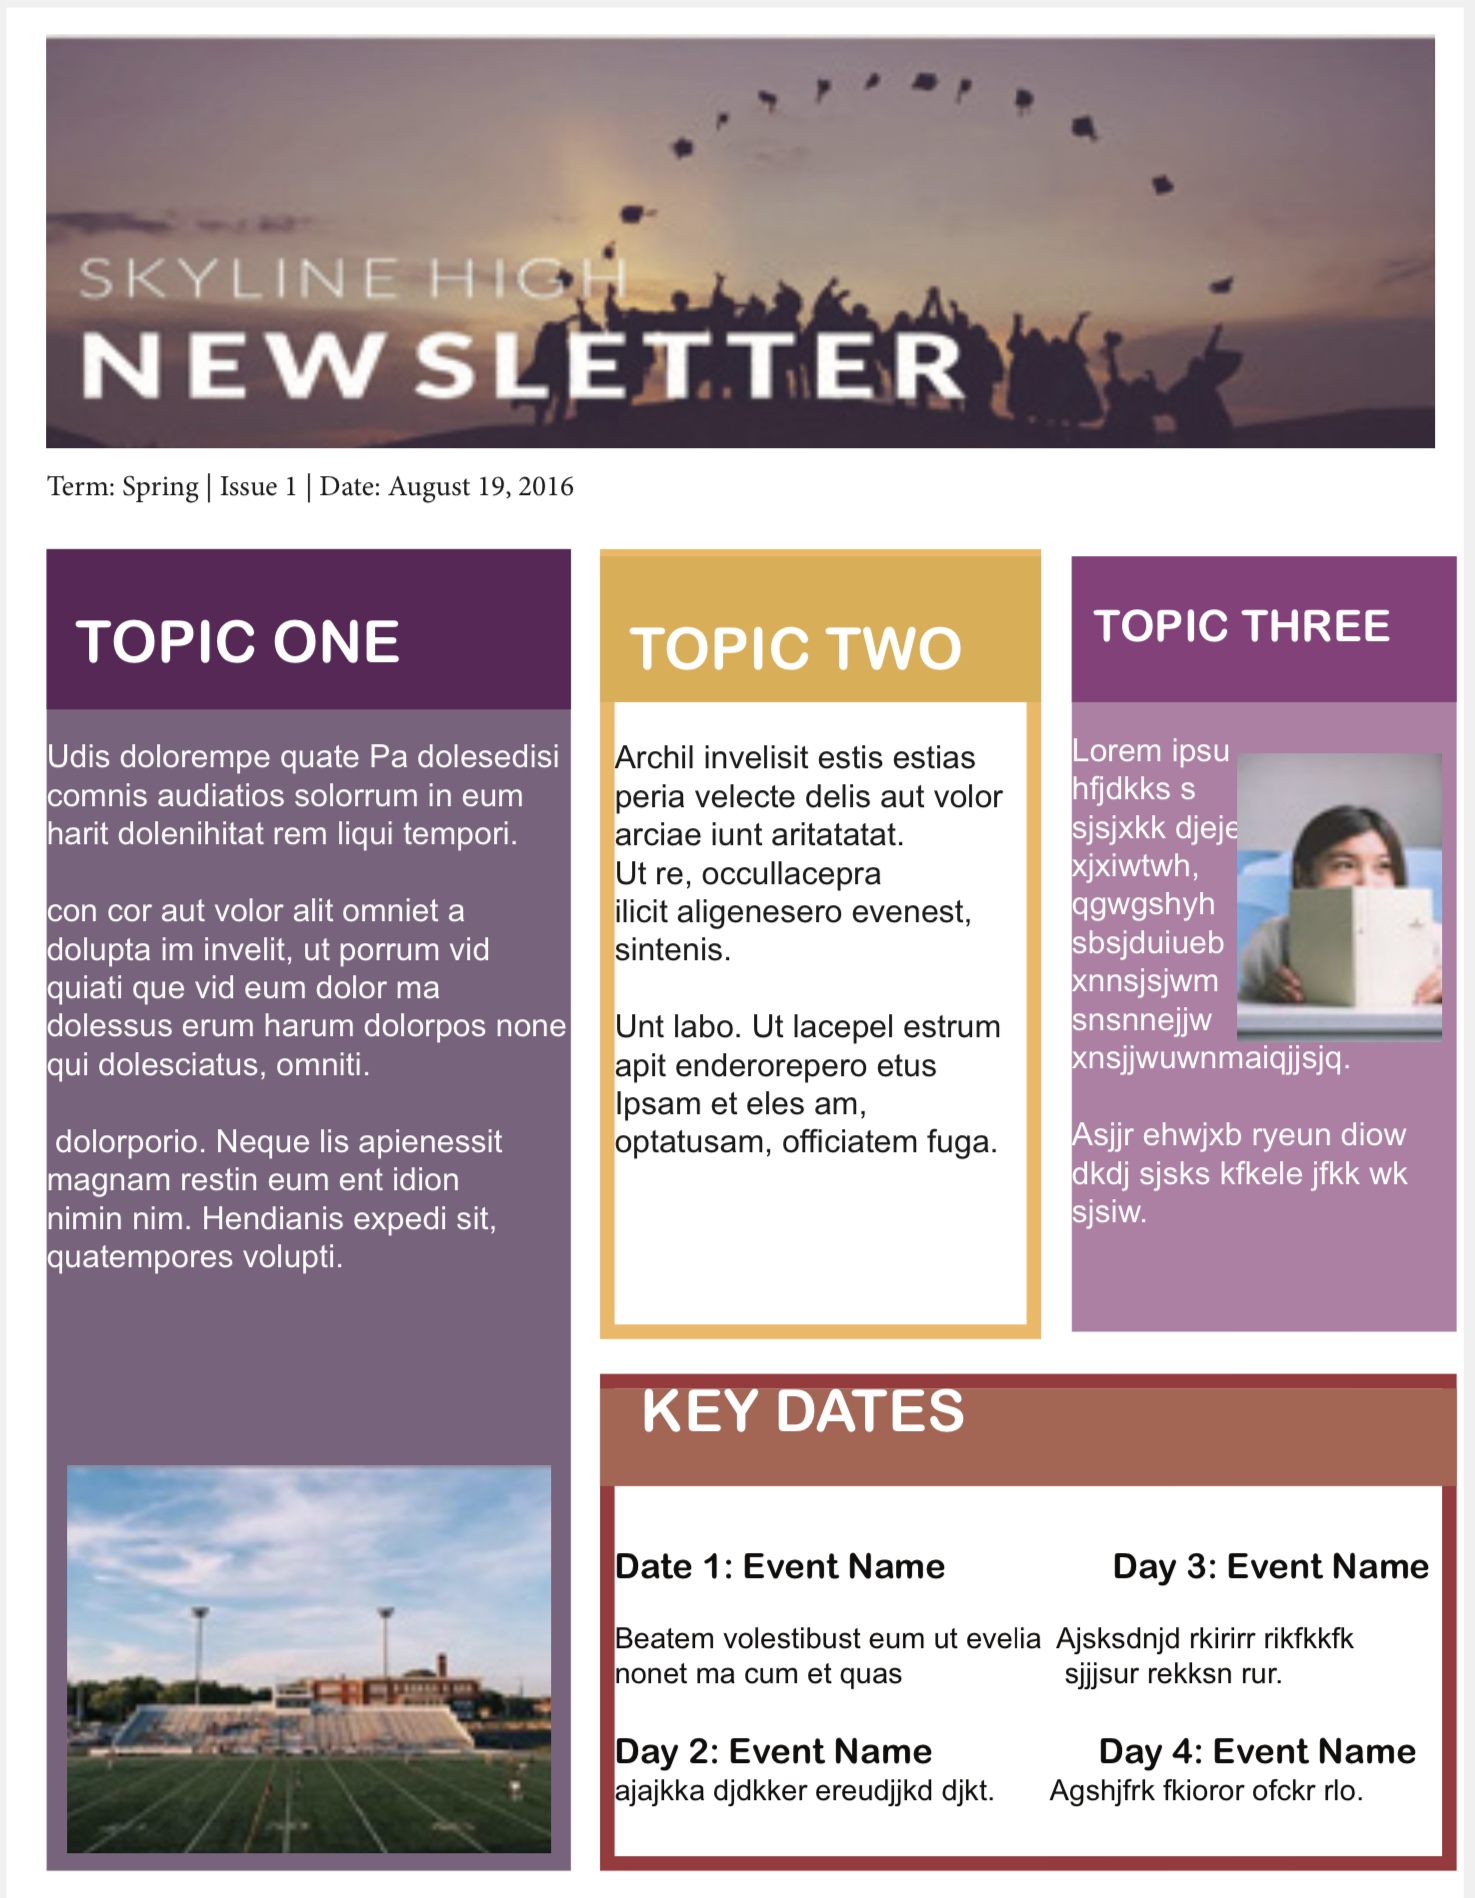 SKYLINE HIGH
NEWSLETTER
Term: Spring | Issue 1 | Date: August 19, 2016
TOPIC ONE
Udis dolorempe quate Pa dolesedisi
comnis audiatios solorrum in eum
harit dolenihitat rem liqui tempori.
con cor aut volor alit omniet a
dolupta im invelit, ut porrum vid
quiati que vid eum dolor ma
dolessus erum harum dolorpos none
qui dolesciatus, omniti.
dolorporio. Neque lis apienessit
magnam restin eum ent idion
nimin nim. Hendianis expedi sit,
quatempores volupti.
TOPIC TWO
Archil invelisit estis estias
peria velecte delis aut volor
arciae iunt aritatatat.
Ut re, occullacepra
ilicit aligenesero evenest,
sintenis.
Unt labo. Ut lacepel estrum
apit enderorepero etus
Ipsam et eles am,
optatusam, officiatem fuga.
TOPIC THREE
Lorem ipsu
hfjdkks s
sjsjxkk djeje
xjxiwtwh,
qgwgshyh
sbsjduiueb
xnnsjsjwm
snsnnejjw
xnsjjwuwnmaiqjjsjq.
Asjjr ehwjxb ryeun diow
dkdj sjsks kfkele jfkk wk
sjsiw.
KEY DATES
Date 1: Event Name
Beatem volestibust eum ut evelia
nonet ma cum et quas
Day 2: Event Name
ajajkka djdkker ereudjjkd djkt.
Day 3: Event Name
Ajsksdnjd rkirirr rikfkkfk
sjjjsur rekksn rur.
Day 4: Event Name
Agshjfrk fkioror ofckr rlo.